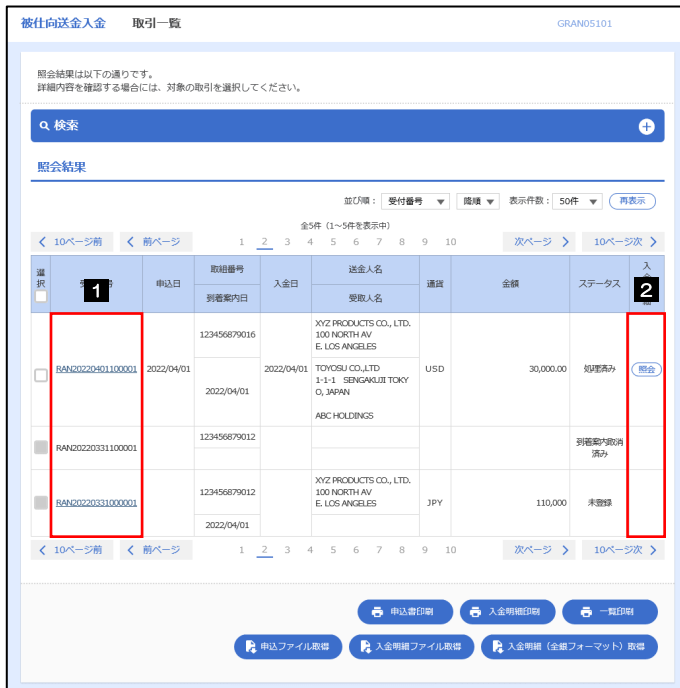 被仕向送金入金 取引一覧 GRAN05101
照会結果は以下の通りです。
詳細内容を確認する場合には、対象の取引を選択してください。
検索
照会結果
並び順： 受付番号 降順 表示件数： 50件 再表示
全5件（1～5件を表示中）
10ページ前 前ページ 1 2 3 4 5 6 7 8 9 10 次ページ 10ページ次
選択 1 号 申込日 取組番号 入金日 送金人名 通貨 金額 ステータス 入 2
到着案内日 受取人名
123456879016 XYZ PRODUCTS CO., LTD.
100 NORTH AV
E. LOS ANGELES
RAN20220401100001 2022/04/01 2022/04/01 2022/04/01 TOYOSU CO.,LTD USD 30,000.00 処理済み 照会
1-1-1 SENGAKUJI TOKY
O, JAPAN
ABC HOLDINGS
RAN20220331100001 123456879012 到着案内取消
済み
RAN20220331000001 123456879012 XYZ PRODUCTS CO., LTD. JPY 110,000 未登録
100 NORTH AV
E. LOS ANGELES
2022/04/01
10ページ前 前ページ 1 2 3 4 5 6 7 8 9 10 次ページ 10ページ次
申込書印刷 入金明細印刷 一覧印刷
申込ファイル取得 入金明細ファイル取得 入金明細（全銀フォーマット）取得